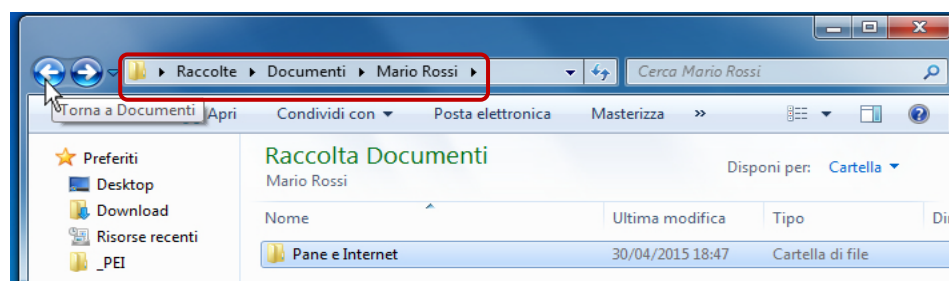 Raccolte ▸ Documenti ▸ Mario Rossi ▸ Cerca Mario Rossi
Torna a Documenti Apri Condividi con Posta elettronica Masterizza »
Preferiti
Desktop
Download
Risorse recenti
_PEI
Raccolta Documenti
Mario Rossi
Disponi per: Cartella
Nome Ultima modifica Tipo
Pane e Internet 30/04/2015 18:47 Cartella di file